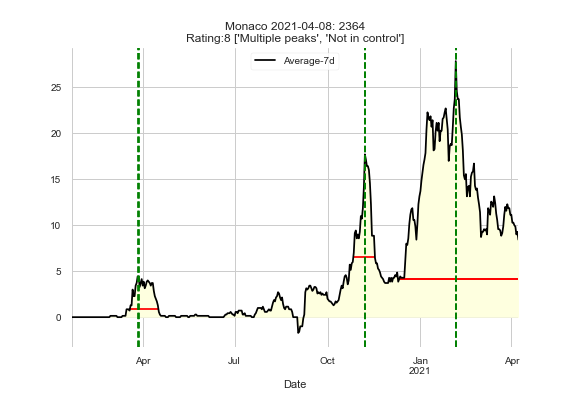 Monaco 2021-04-08: 2364
Rating:8 ['Multiple peaks', 'Not in control']
Average-7d
25
20
15
10
5
0
Apr
Jul
Oct
Jan
2021
Apr
Date